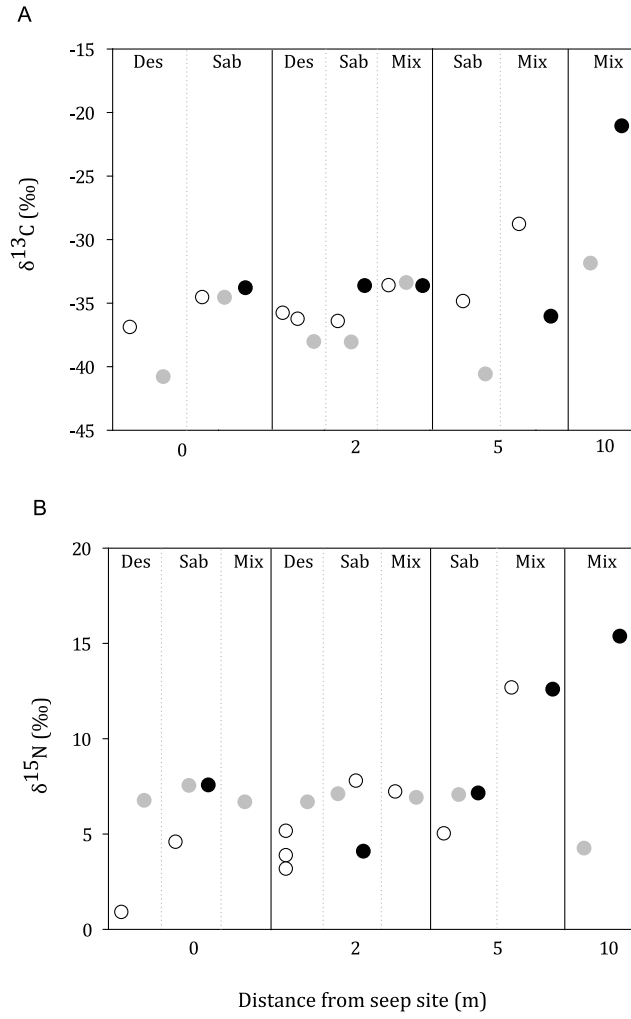 A
-15
Des Sab Des Sab Mix Sab Mix Mix
-20
-25
-30
-35
-40
-45
δ13C (‰)
0 2 5 10
B
20
Des Sab Mix Des Sab Mix Sab Mix Mix
15
10
5
0
δ15N (‰)
0 2 5 10
Distance from seep site (m)